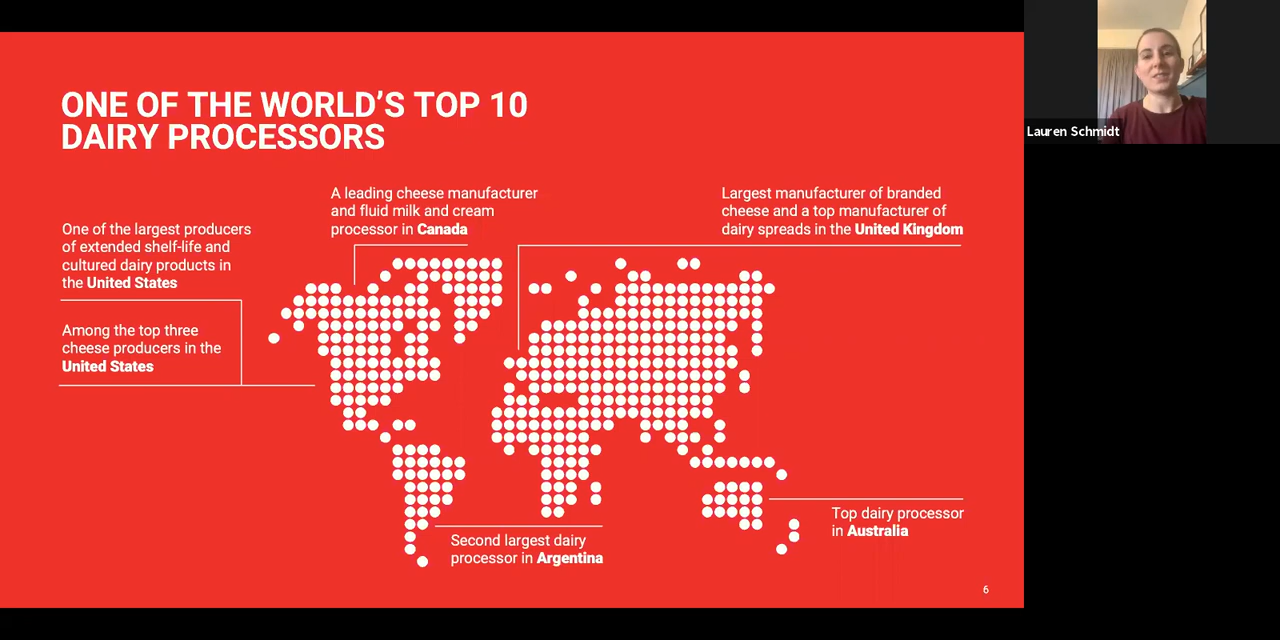 ONE OF THE WORLD'S TOP 10
DAIRY PROCESSORS
One of the largest producers
of extended shelf-life and
cultured dairy products in
the United States
Among the top three
cheese producers in the
United States
A leading cheese manufacturer
and fluid milk and cream
processor in Canada
Largest manufacturer of branded
cheese and a top manufacturer of
dairy spreads in the United Kingdom
Second largest dairy
processor in Argentina
Top dairy processor
in Australia
6
Lauren Schmidt